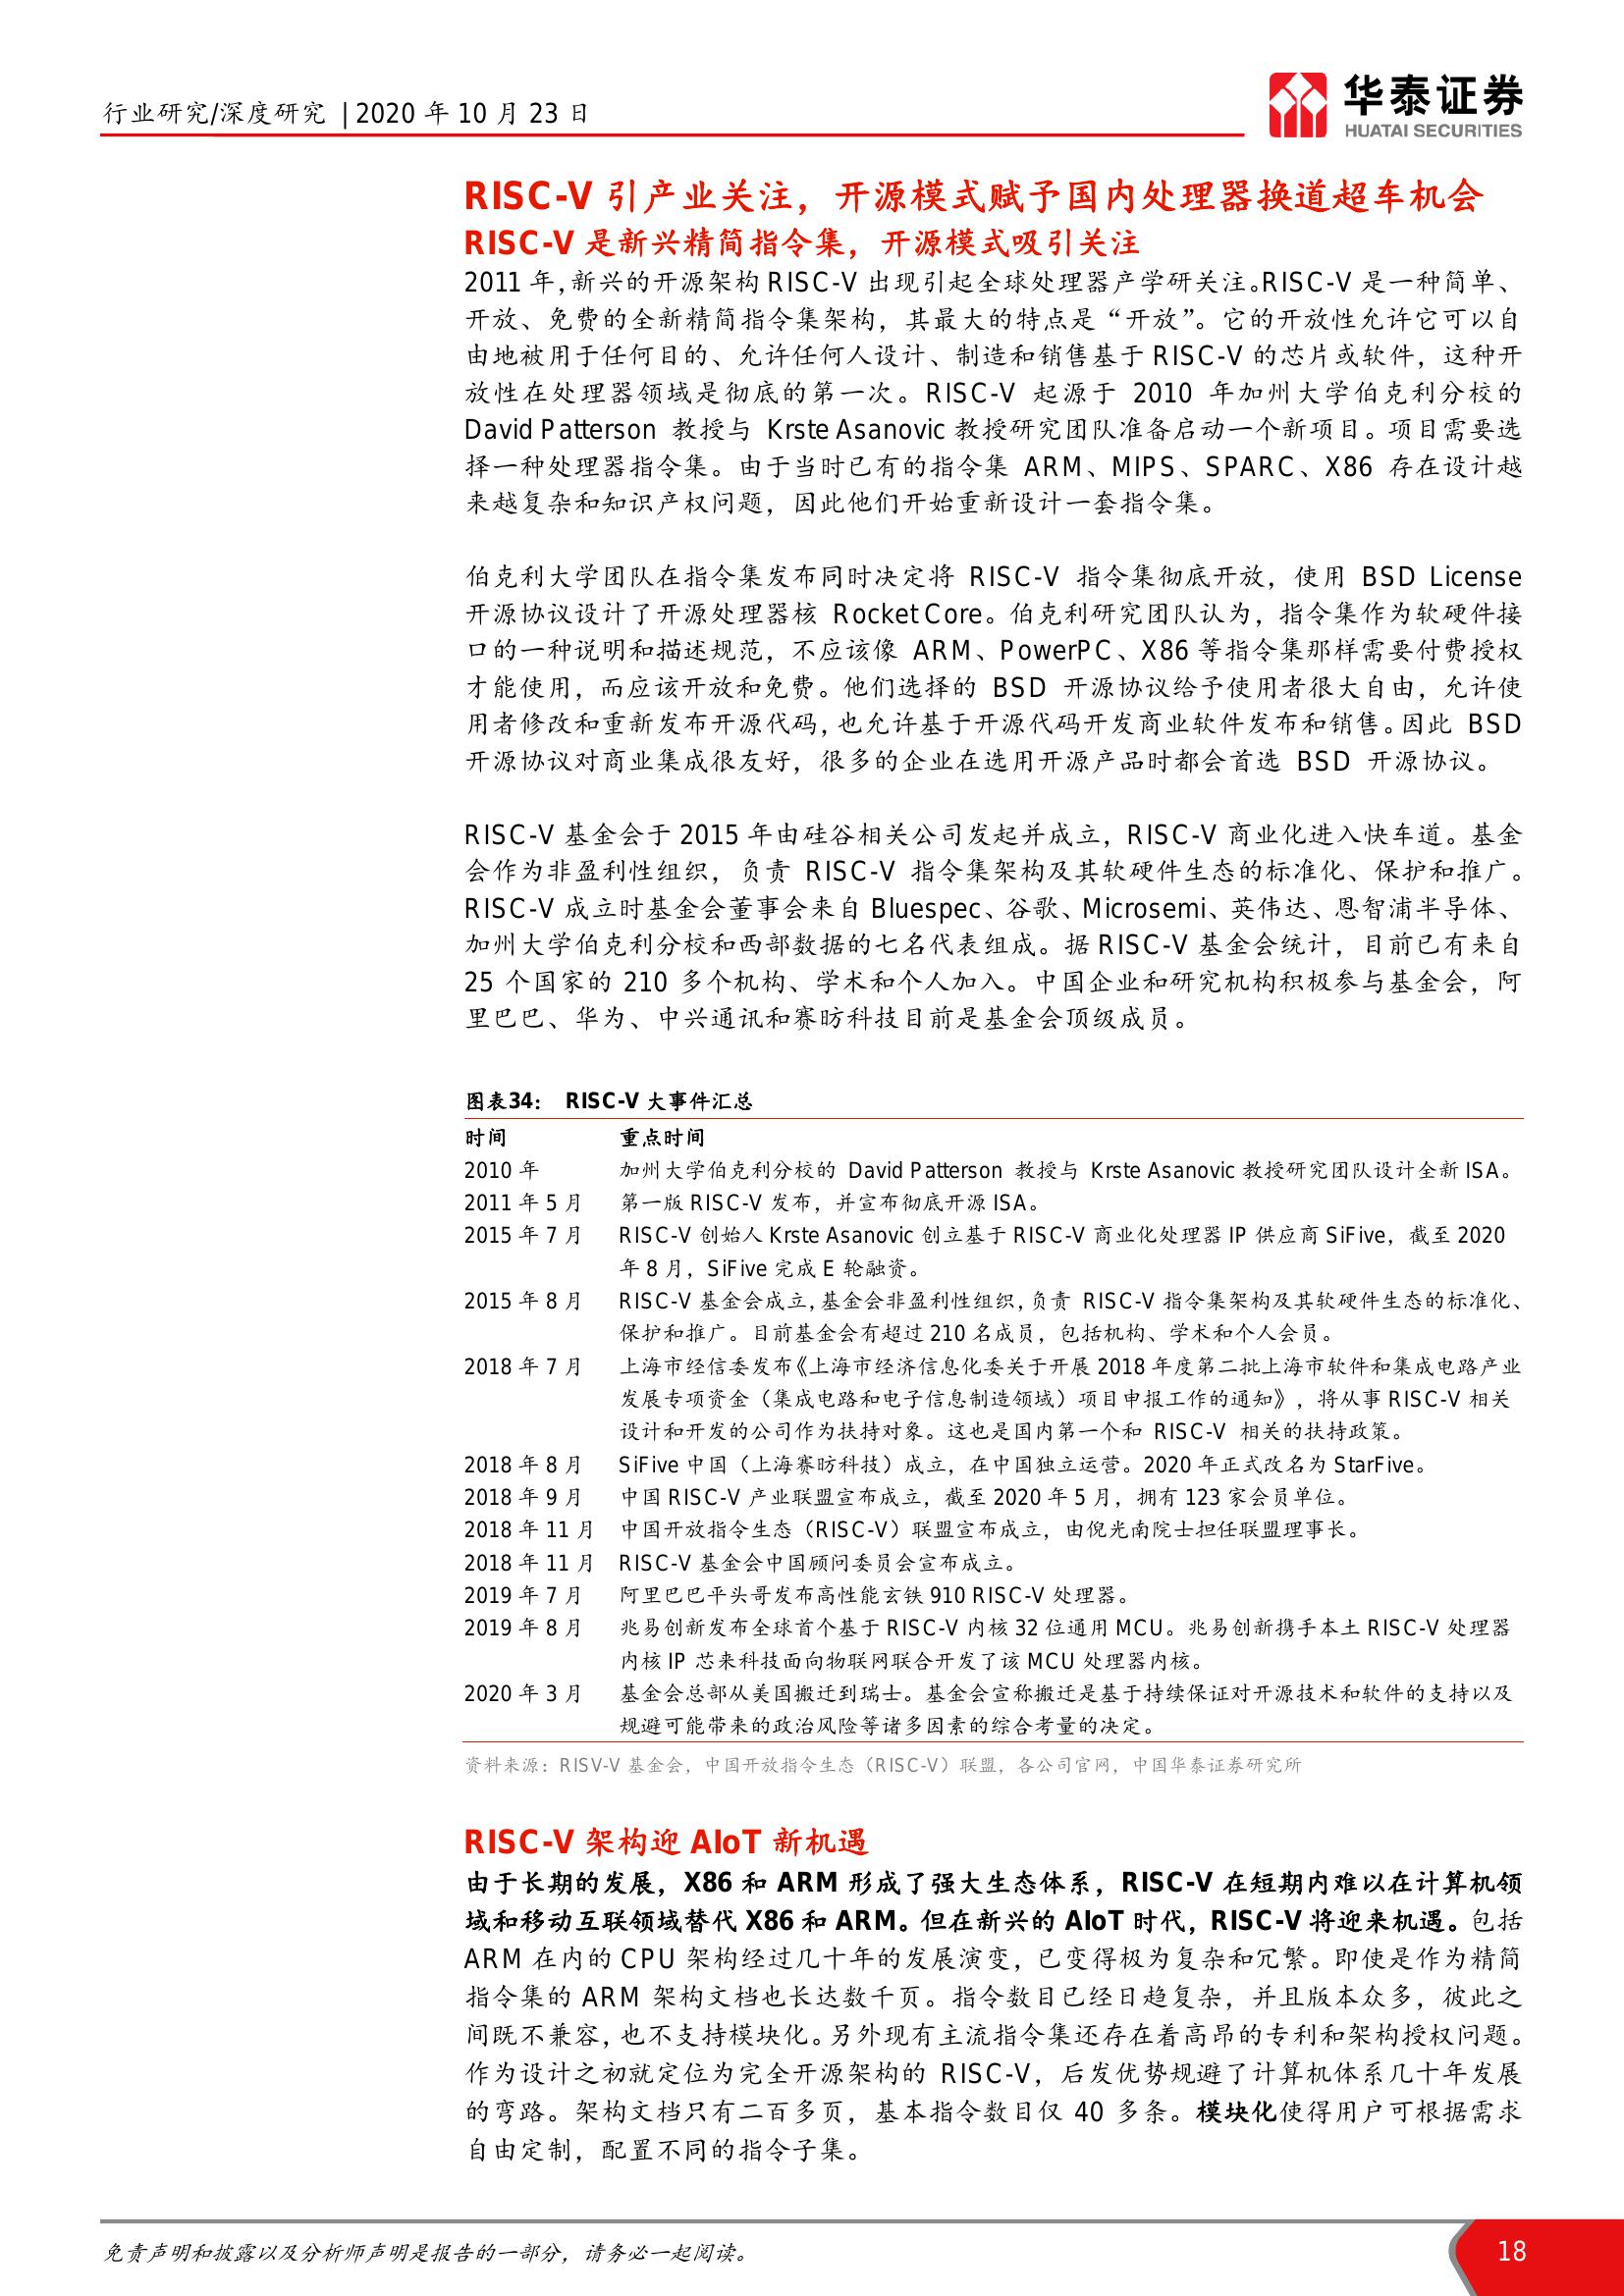 行业研究/深度研究 | 2020 年 10 月 23 日
华泰证券
HUATAI SECURITIES
RISC-V 引产业关注，开源模式赋予国内处理器换道超车机会
RISC-V 是新兴精简指令集，开源模式吸引关注
2011 年，新兴的开源架构 RISC-V 出现引起全球处理器产学研关注。RISC-V 是一种简单、
开放、免费的全新精简指令集架构，其最大的特点是“开放”。它的开放性允许它可以自
由地被用于任何目的、允许任何人设计、制造和销售基于 RISC-V 的芯片或软件，这种开
放性在处理器领域是彻底的第一次。RISC-V 起源于 2010 年加州大学伯克利分校的
David Patterson 教授与 Krste Asanovic 教授研究团队准备启动一个新项目。项目需要选
择一种处理器指令集。由于当时已有的指令集 ARM、MIPS、SPARC、X86 存在设计越
来越复杂和知识产权问题，因此他们开始重新设计一套指令集。
伯克利大学团队在指令集发布同时决定将 RISC-V 指令集彻底开放，使用 BSD License
开源协议设计了开源处理器核 Rocket Core。伯克利研究团队认为，指令集作为软硬件接
口的一种说明和描述规范，不应该像 ARM、PowerPC、X86 等指令集那样需要付费授权
才能使用，而应该开放和免费。他们选择的 BSD 开源协议给予使用者很大自由，允许使
用者修改和重新发布开源代码，也允许基于开源代码开发商业软件发布和销售。因此 BSD
开源协议对商业集成很友好，很多的企业在选用开源产品时都会首选 BSD 开源协议。
RISC-V 基金会于 2015 年由硅谷相关公司发起并成立，RISC-V 商业化进入快车道。基金
会作为非盈利性组织，负责 RISC-V 指令集架构及其软硬件生态的标准化、保护和推广。
RISC-V 成立时基金会董事会来自 Bluespec、谷歌、Microsemi、英伟达、恩智浦半导体、
加州大学伯克利分校和西部数据的七名代表组成。据 RISC-V 基金会统计，目前已有来自
25 个国家的 210 多个机构、学术和个人加入。中国企业和研究机构积极参与基金会，阿
里巴巴、华为、中兴通讯和赛昉科技目前是基金会顶级成员。
图表34： RISC-V 大事件汇总
时间 重点时间
2010 年 加州大学伯克利分校的 David Patterson 教授与 Krste Asanovic 教授研究团队设计全新 ISA。
2011 年 5 月 第一版 RISC-V 发布，并宣布彻底开源 ISA。
2015 年 7 月 RISC-V 创始人 Krste Asanovic 创立基于 RISC-V 商业化处理器 IP 供应商 SiFive，截至 2020
年 8 月，SiFive 完成 E 轮融资。
2015 年 8 月 RISC-V 基金会成立，基金会非盈利性组织，负责 RISC-V 指令集架构及其软硬件生态的标准化、
保护和推广。目前基金会有超过 210 名成员，包括机构、学术和个人会员。
2018 年 7 月 上海市经信委发布《上海市经济信息化委关于开展 2018 年度第二批上海市软件和集成电路产业
发展专项资金（集成电路和电子信息制造领域）项目申报工作的通知》，将从事 RISC-V 相关
设计和开发的公司作为扶持对象。这也是国内第一个和 RISC-V 相关的扶持政策。
2018 年 8 月 SiFive 中国（上海赛昉科技）成立，在中国独立运营。2020 年正式改名为 StarFive。
2018 年 9 月 中国 RISC-V 产业联盟宣布成立，截至 2020 年 5 月，拥有 123 家会员单位。
2018 年 11 月 中国开放指令生态（RISC-V）联盟宣布成立，由倪光南院士担任联盟理事长。
2018 年 11 月 RISC-V 基金会中国顾问委员会宣布成立。
2019 年 7 月 阿里巴巴平头哥发布高性能玄铁 910 RISC-V 处理器。
2019 年 8 月 兆易创新发布全球首个基于 RISC-V 内核 32 位通用 MCU。兆易创新携手本土 RISC-V 处理器
内核 IP 芯来科技面向物联网联合开发了该 MCU 处理器内核。
2020 年 3 月 基金会总部从美国搬迁到瑞士。基金会宣称搬迁是基于持续保证对开源技术和软件的支持以及
规避可能带来的政治风险等诸多因素的综合考量的决定。
资料来源：RISV-V 基金会，中国开放指令生态（RISC-V）联盟，各公司官网，中国华泰证券研究所
RISC-V 架构迎 AIoT 新机遇
由于长期的发展，X86 和 ARM 形成了强大生态体系，RISC-V 在短期内难以在计算机领
域和移动互联领域替代 X86 和 ARM。但在新兴的 AIoT 时代，RISC-V 将迎来机遇。包括
ARM 在内的 CPU 架构经过几十年的发展演变，已变得极为复杂和冗繁。即使是作为精简
指令集的 ARM 架构文档也长达数千页。指令数目已经日趋复杂，并且版本众多，彼此之
间既不兼容，也不支持模块化。另外现有主流指令集还存在着高昂的专利和架构授权问题。
作为设计之初就定位为完全开源架构的 RISC-V，后发优势规避了计算机体系几十年发展
的弯路。架构文档只有二百多页，基本指令数目仅 40 多条。模块化使得用户可根据需求
自由定制，配置不同的指令子集。
免责声明和披露以及分析师声明是报告的一部分，请务必一起阅读。
18